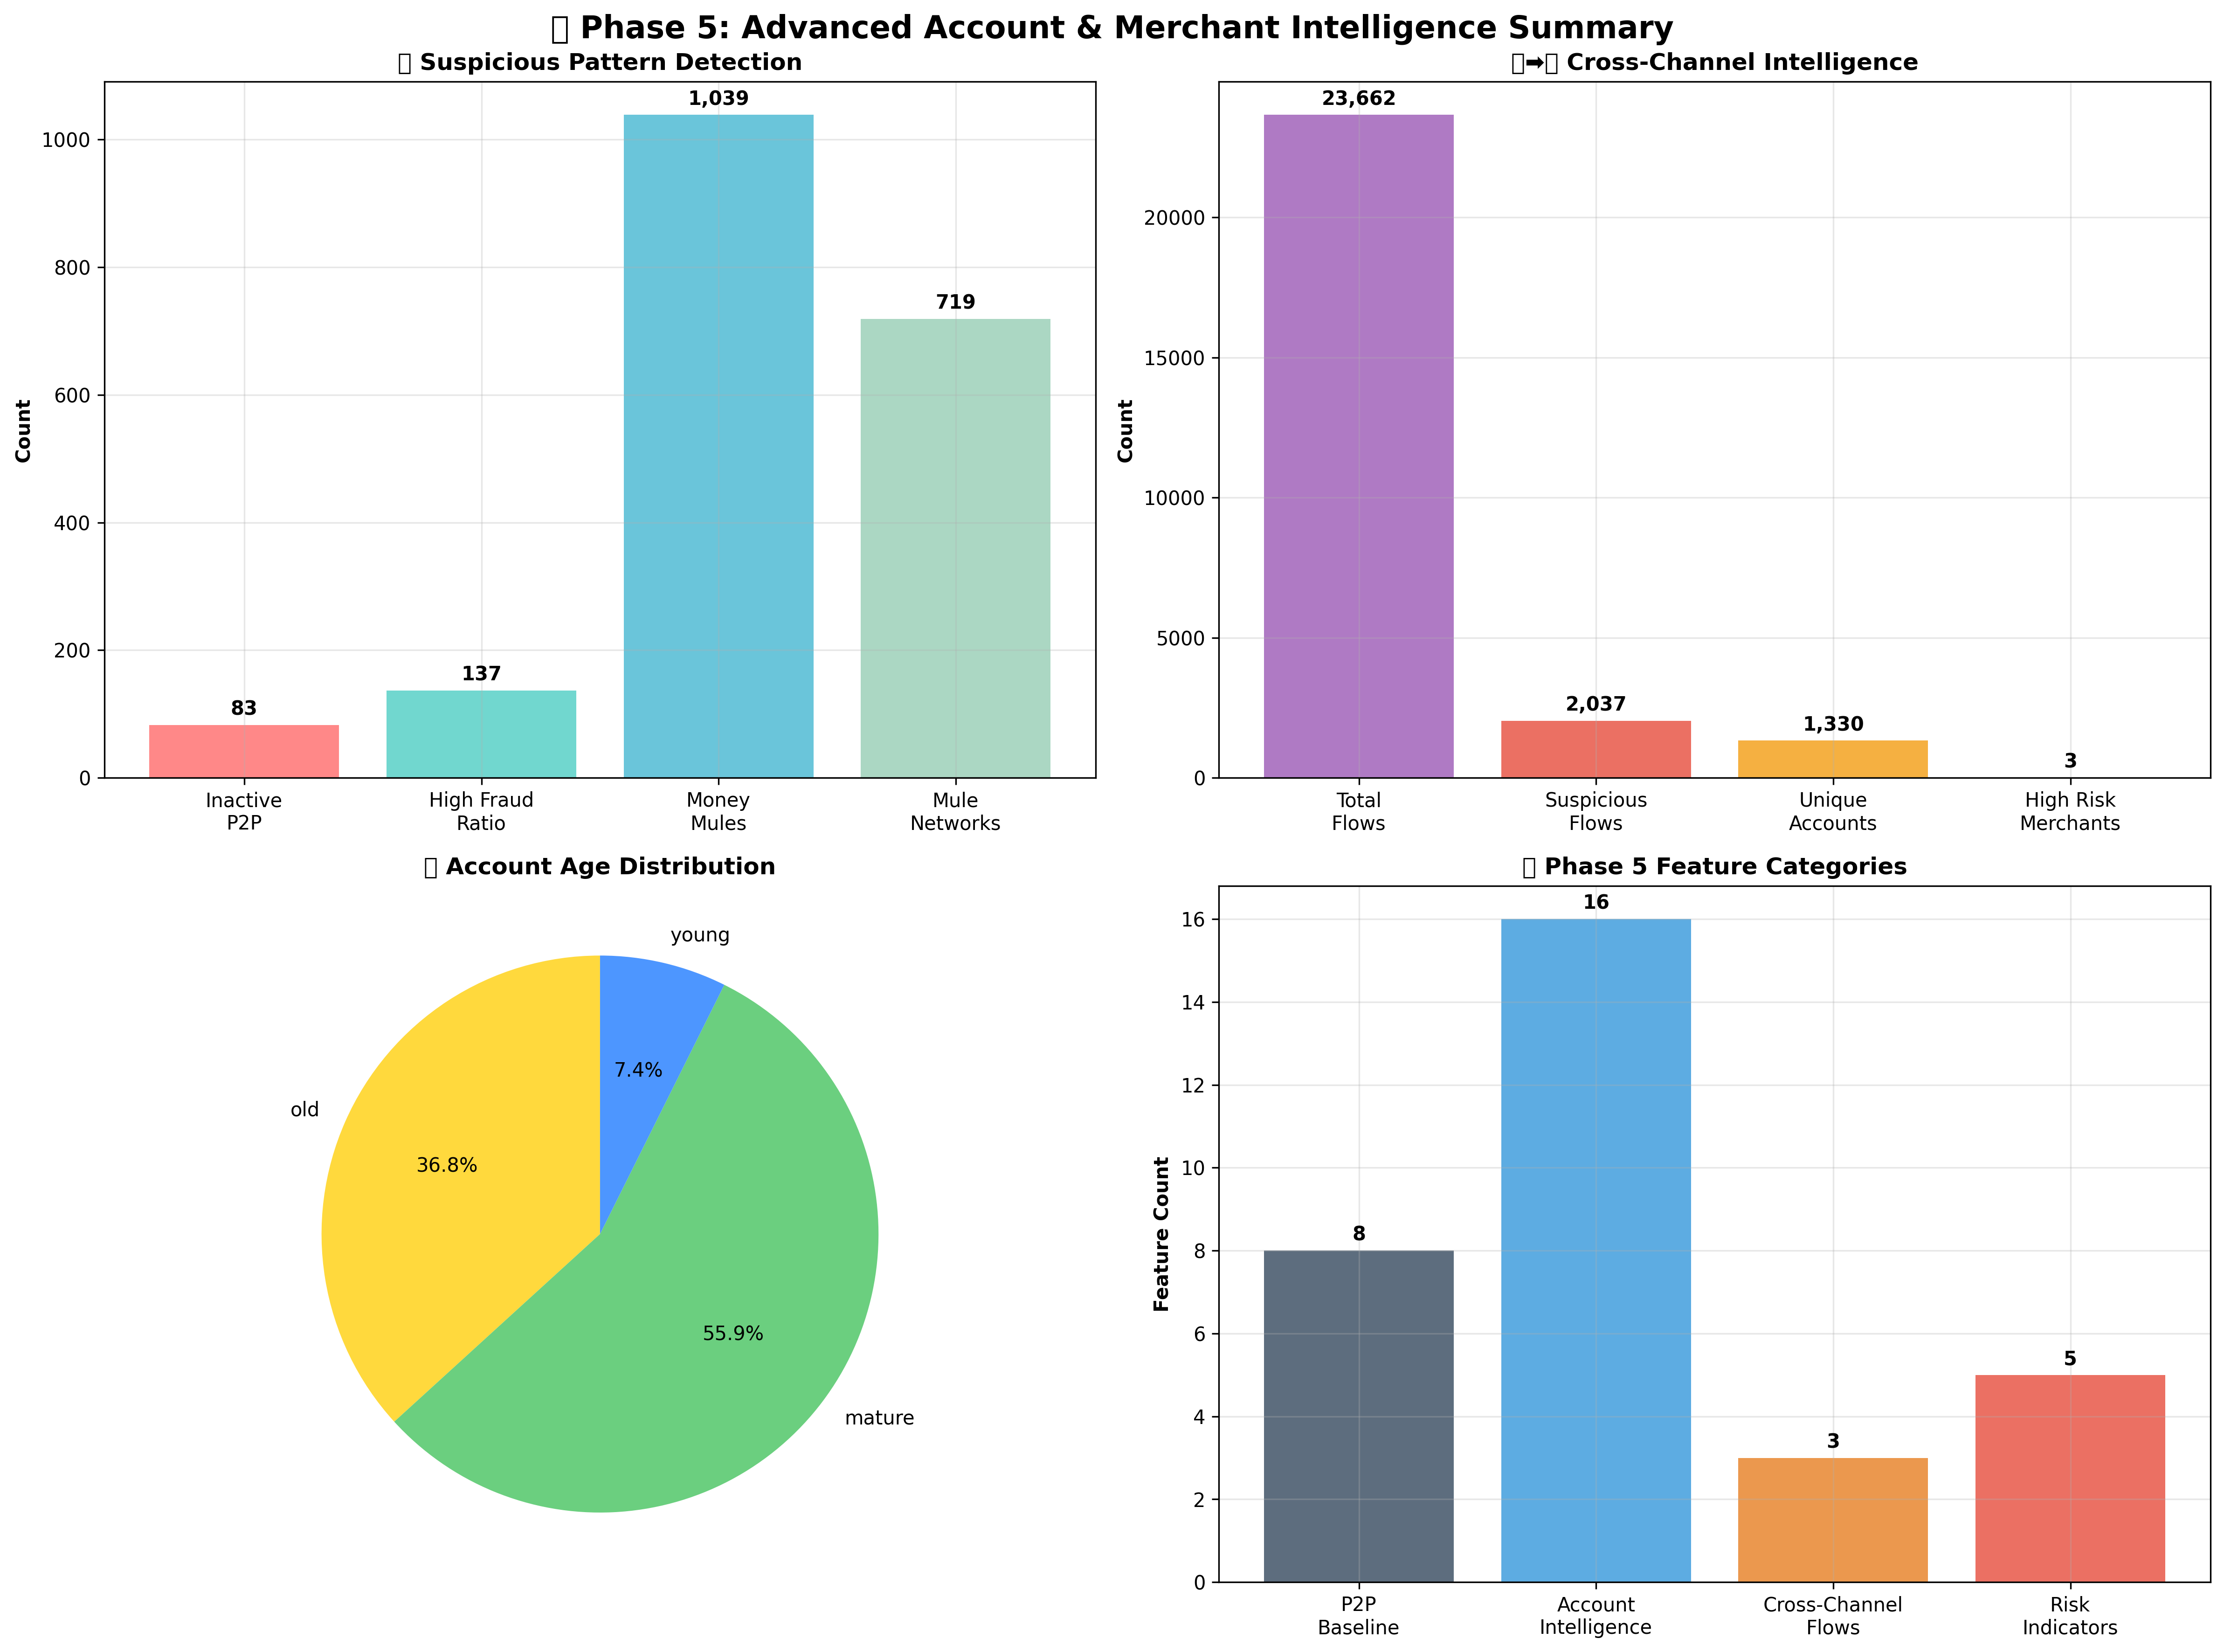 Phase 5: Advanced Account & Merchant Intelligence Summary
Suspicious Pattern Detection
1,039
1000
800
719
600
Count
400
200
137
83
0
Inactive
P2P
High Fraud
Ratio
Money
Mules
Mule
Networks
➡ Cross-Channel Intelligence
23,662
20000
15000
Count
10000
5000
2,037
1,330
3
0
Total
Flows
Suspicious
Flows
Unique
Accounts
High Risk
Merchants
Account Age Distribution
young
7.4%
old
36.8%
55.9%
mature
Phase 5 Feature Categories
16
16
14
12
10
Feature Count
8
8
6
5
4
3
2
0
P2P
Baseline
Account
Intelligence
Cross-Channel
Flows
Risk
Indicators